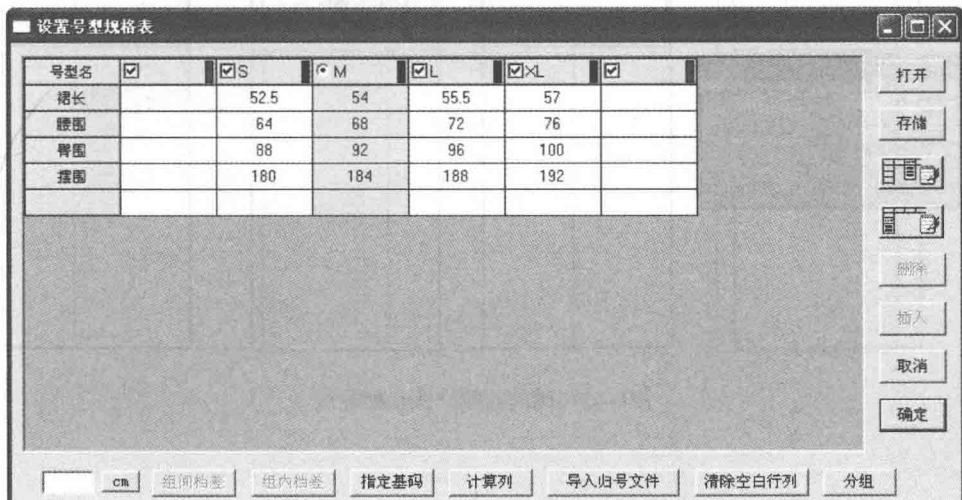 设置号型规格表
号型名 S M L XL
裙长 52.5 54 55.5 57
腰围 64 68 72 76
臀围 88 92 96 100
摆围 180 184 188 192
打开
存储
删除
插入
取消
确定
cm 组间档差 组内档差 指定基码 计算列 导入归号文件 清除空白行列 分组